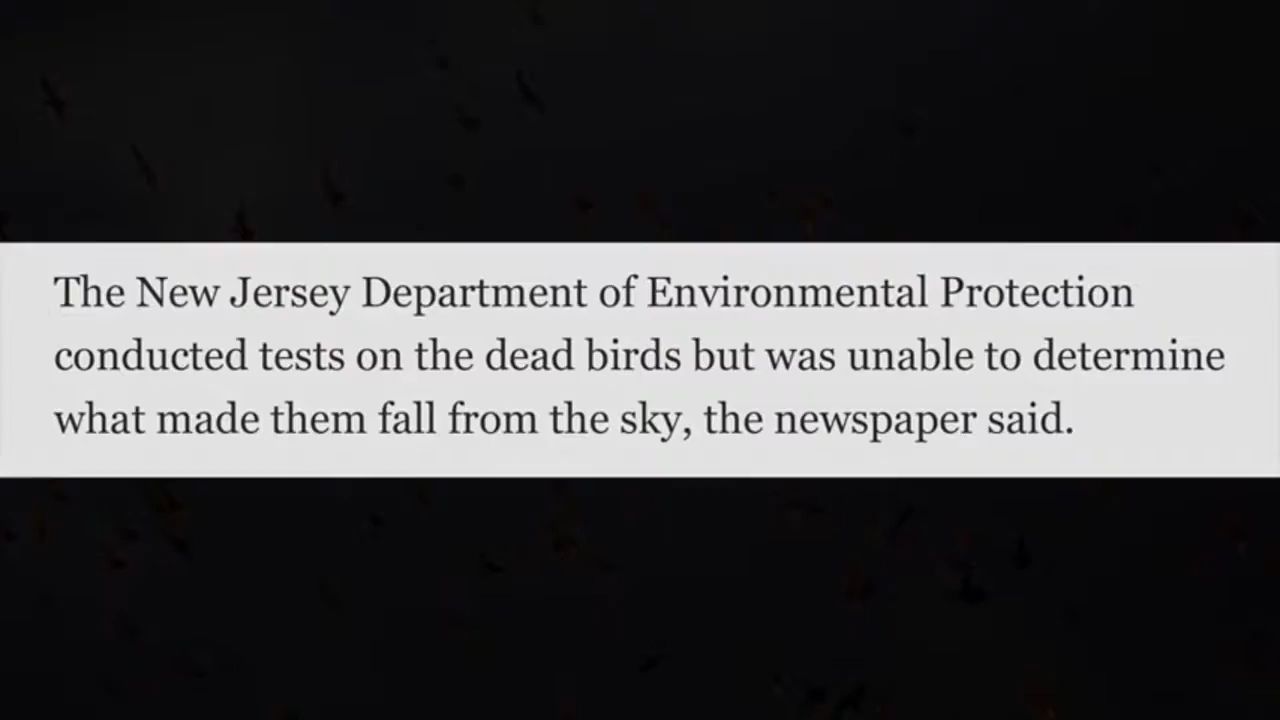 The New Jersey Department of Environmental Protection
conducted tests on the dead birds but was unable to determine
what made them fall from the sky, the newspaper said.